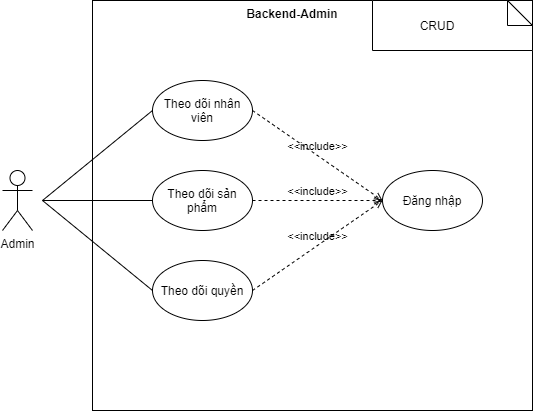 Backend-Admin
CRUD
Theo dõi nhân
viên
<<include>>
Theo dõi sản
phẩm
<<include>>
Đăng nhập
Admin
<<include>>
Theo dõi quyền